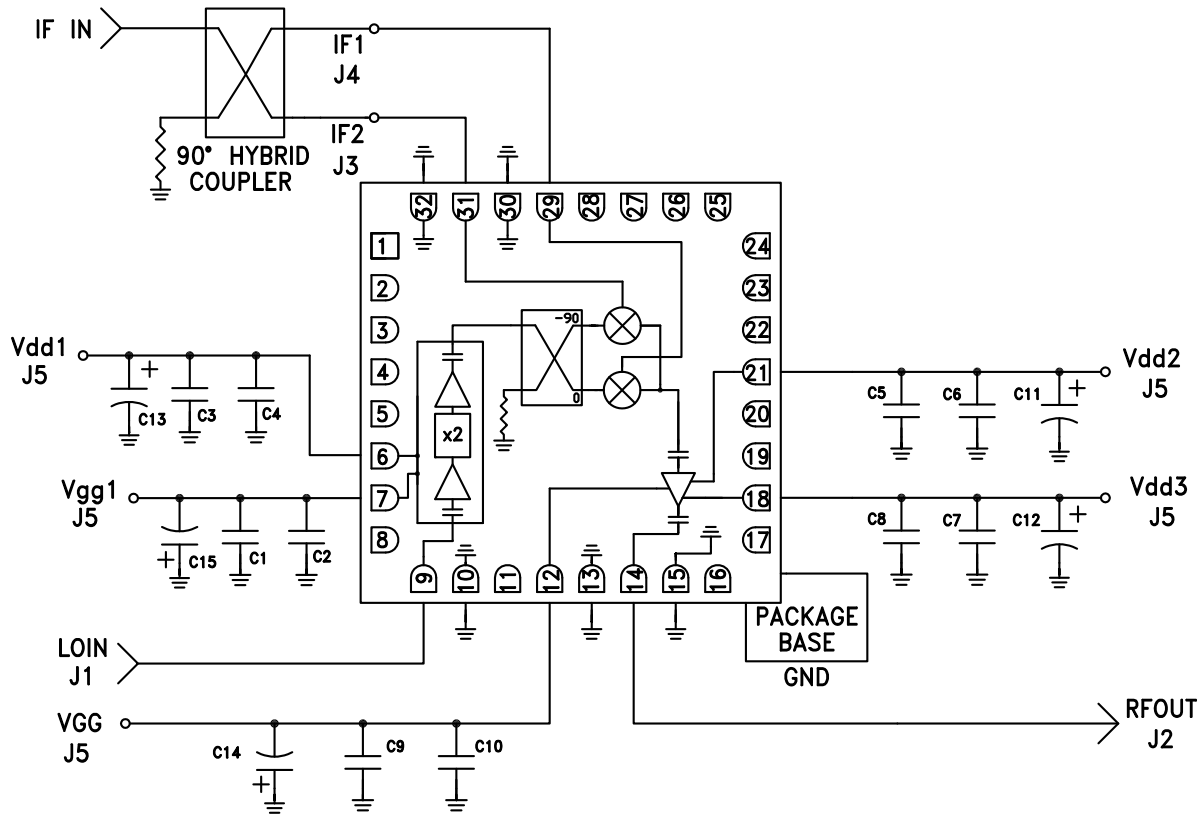 IF IN
IF1
J4
IF2
J3
90° HYBRID
COUPLER
32
31
30
29
28
27
26
25
1
2
3
4
5
6
7
8
24
23
22
21
20
19
18
17
-90
0
x2
Vdd1
J5
C13
C3
C4
Vgg1
J5
C15
C1
C2
Vdd2
J5
C5
C6
C11
Vdd3
J5
C8
C7
C12
9
10
11
12
13
14
15
16
PACKAGE
BASE
GND
LOIN
J1
VGG
J5
C14
C9
C10
RFOUT
J2
+
+
+
+
+